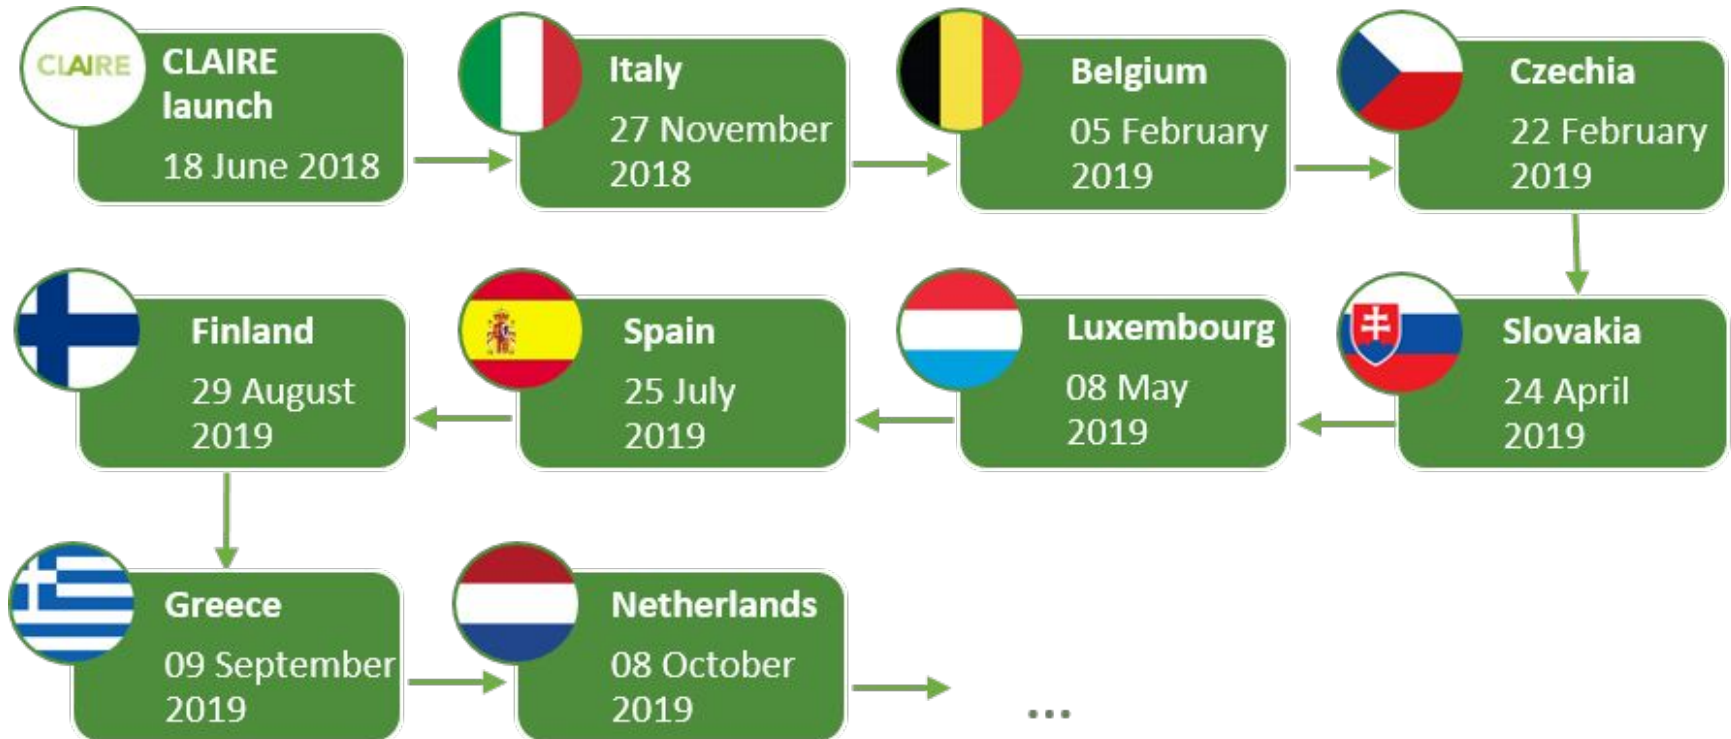 CLAIRE
CLAIRE
launch
18 June 2018
Italy
27 November
2018
Belgium
05 February
2019
Czechia
22 February
2019
Slovakia
24 April
2019
Luxembourg
08 May
2019
Spain
25 July
2019
Finland
29 August
2019
Greece
09 September
2019
Netherlands
08 October
2019
...